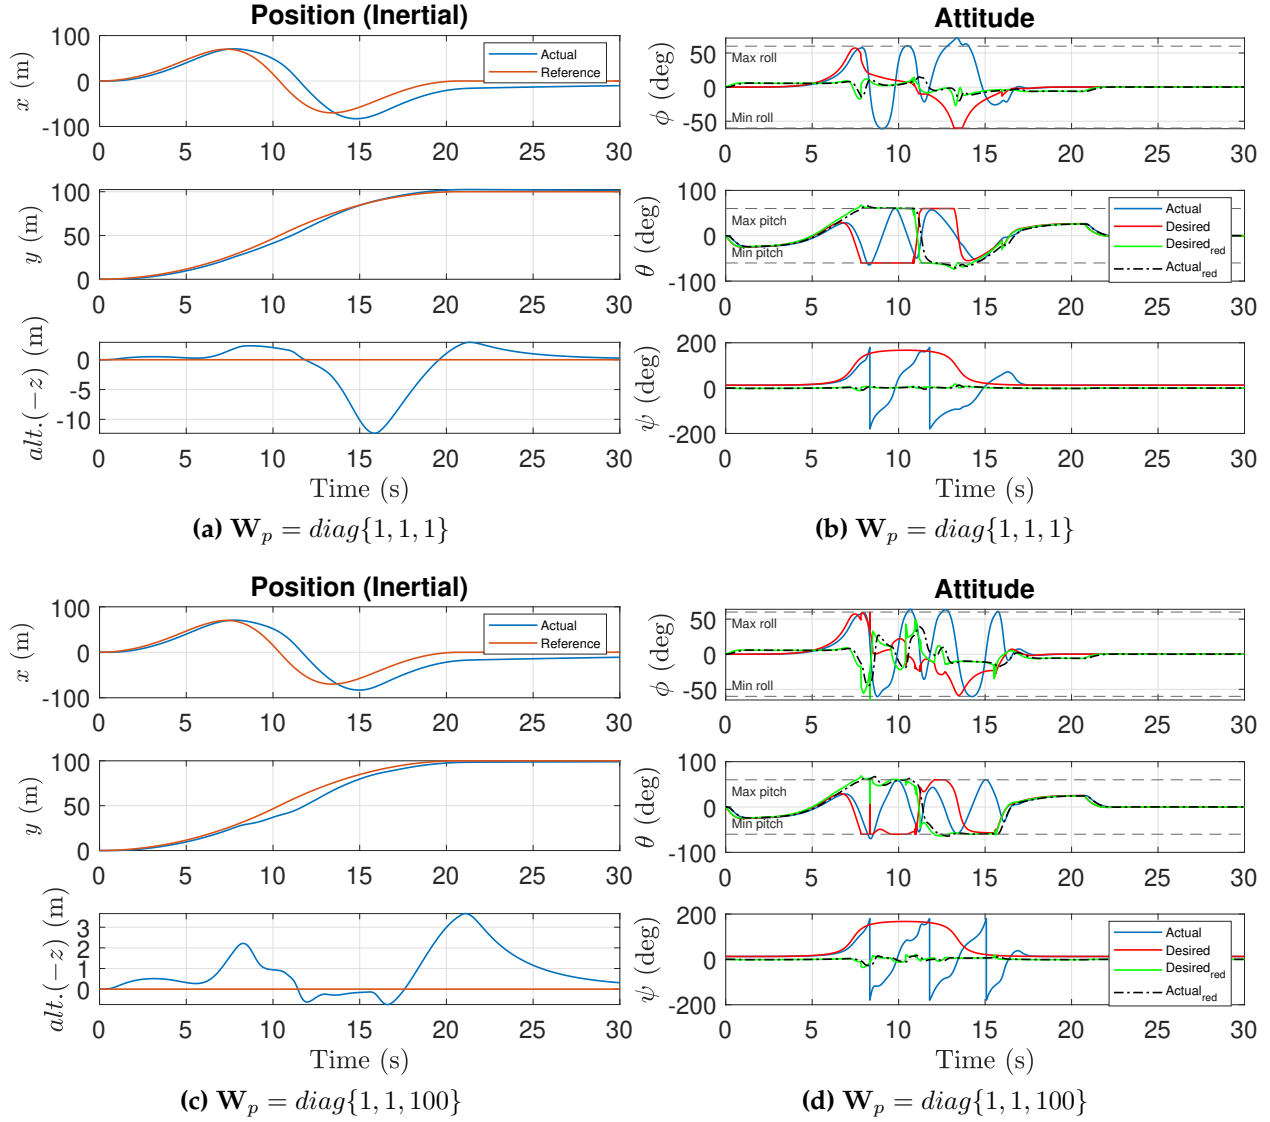 Position (Inertial)
100
0
-100
x (m)
Actual
Reference
0 5 10 15 20 25 30
100
50
0
y (m)
0 5 10 15 20 25 30
0
-5
-10
alt.(−z) (m)
0 5 10 15 20 25 30
Time (s)
(a) W_p = diag{1, 1, 1}
Attitude
50
0
-50
ϕ (deg)
Max roll
Min roll
0 5 10 15 20 25 30
100
0
-100
θ (deg)
Max pitch
Min pitch
Actual
Desired
Desired_red
Actual_red
0 5 10 15 20 25 30
200
0
-200
ψ (deg)
0 5 10 15 20 25 30
Time (s)
(b) W_p = diag{1, 1, 1}
Position (Inertial)
100
0
-100
x (m)
Actual
Reference
0 5 10 15 20 25 30
100
50
0
y (m)
0 5 10 15 20 25 30
3
2
1
0
alt.(−z) (m)
0 5 10 15 20 25 30
Time (s)
(c) W_p = diag{1, 1, 100}
Attitude
50
0
-50
ϕ (deg)
Max roll
Min roll
0 5 10 15 20 25 30
100
0
-100
θ (deg)
Max pitch
Min pitch
0 5 10 15 20 25 30
200
0
-200
ψ (deg)
Actual
Desired
Desired_red
Actual_red
0 5 10 15 20 25 30
Time (s)
(d) W_p = diag{1, 1, 100}